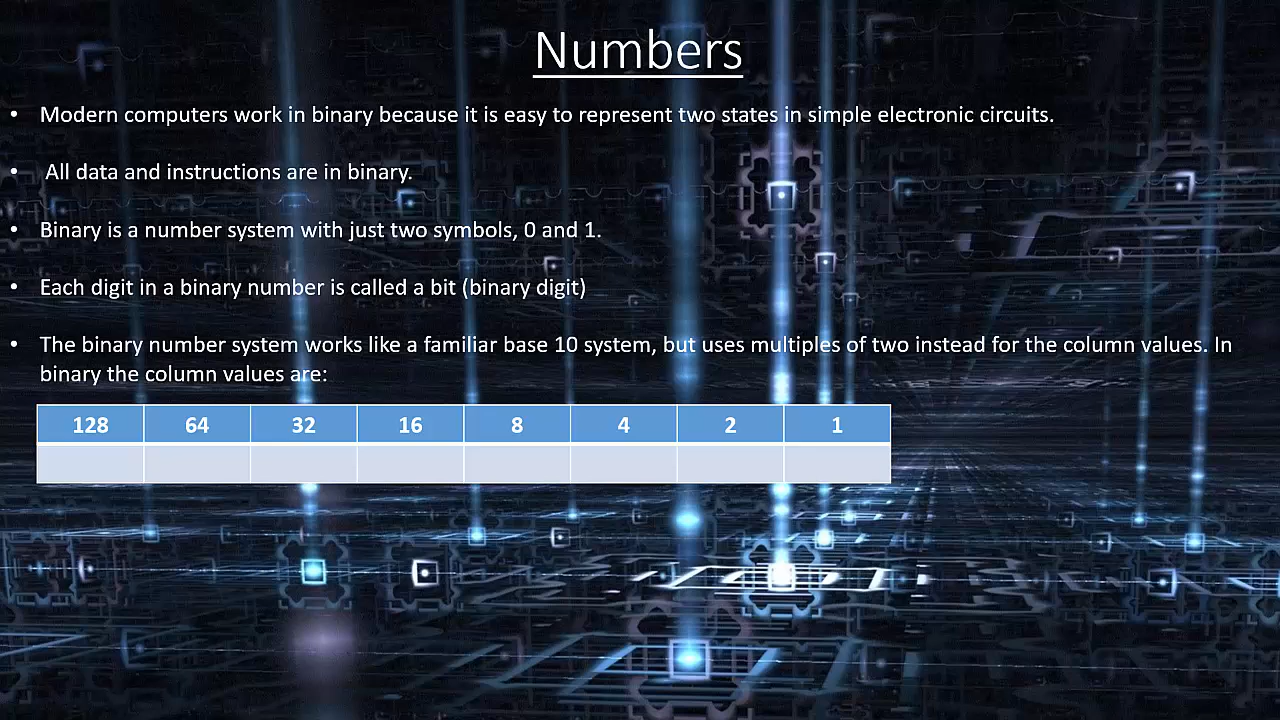 Numbers
• Modern computers work in binary because it is easy to represent two states in simple electronic circuits.
• All data and instructions are in binary.
• Binary is a number system with just two symbols, 0 and 1.
• Each digit in a binary number is called a bit (binary digit)
• The binary number system works like a familiar base 10 system, but uses multiples of two instead for the column values. In
binary the column values are:
128 64 32 16 8 4 2 1